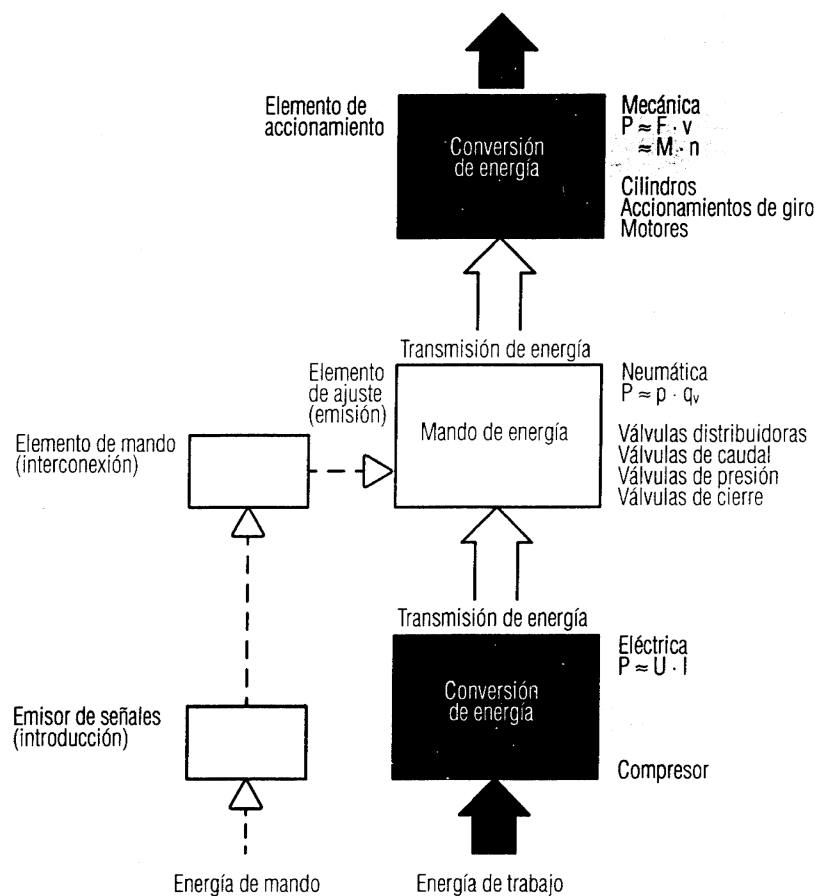 Elemento de
accionamiento
Conversión
de energía
Mecánica
P ≈ F · v
≈ M · n
Cilindros
Accionamientos de giro
Motores
Transmisión de energía
Elemento
de ajuste
(emisión)
Mando de energía
Neumática
P ≈ p · qᵥ
Válvulas distribuidoras
Válvulas de caudal
Válvulas de presión
Válvulas de cierre
Elemento de mando
(interconexión)
Transmisión de energía
Conversión
de energía
Eléctrica
P ≈ U · I
Compresor
Emisor de señales
(introducción)
Energía de mando
Energía de trabajo